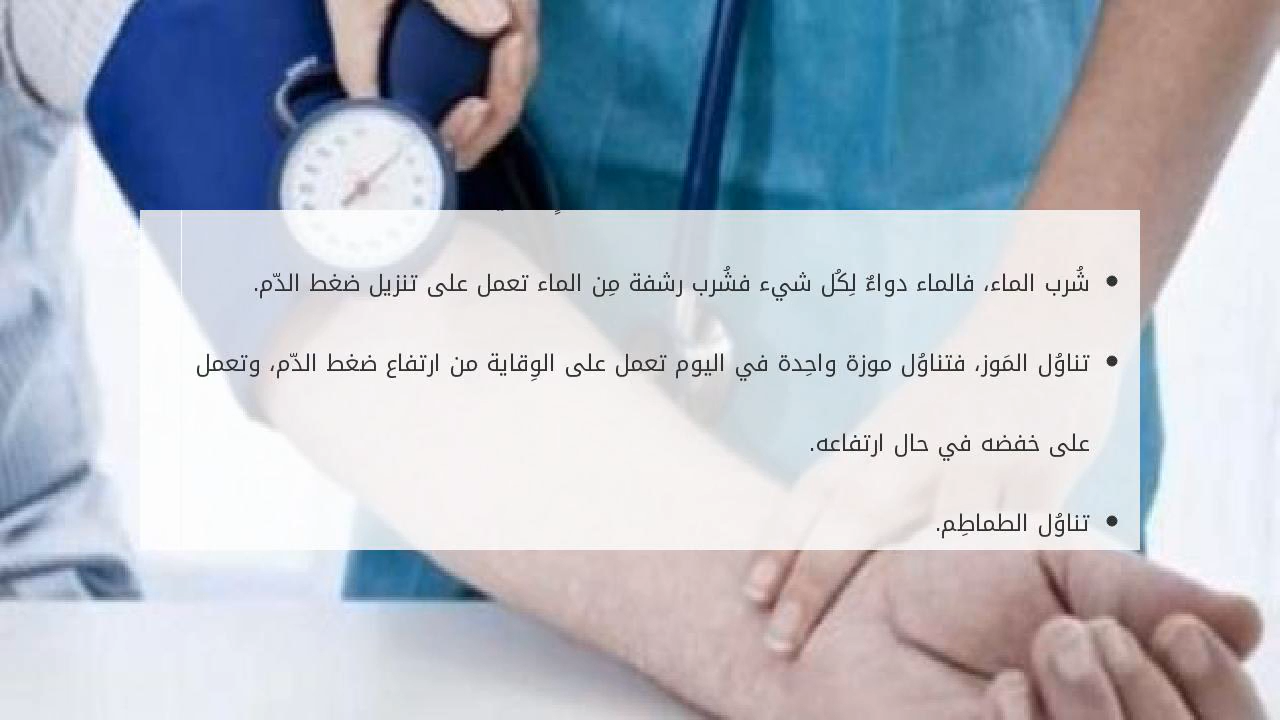 • شُرب الماء، فالماء دواءٌ لِكُل شيء فشُرب رشفة مِن الماء تعمل على تنزيل ضغط الدّم.
• تناوُل المَوز، فتناوُل موزة واحِدة في اليوم تعمل على الوِقاية من ارتفاع ضغط الدّم، وتعمل
على خفضه في حال ارتفاعه.
• تناوُل الطماطِم.